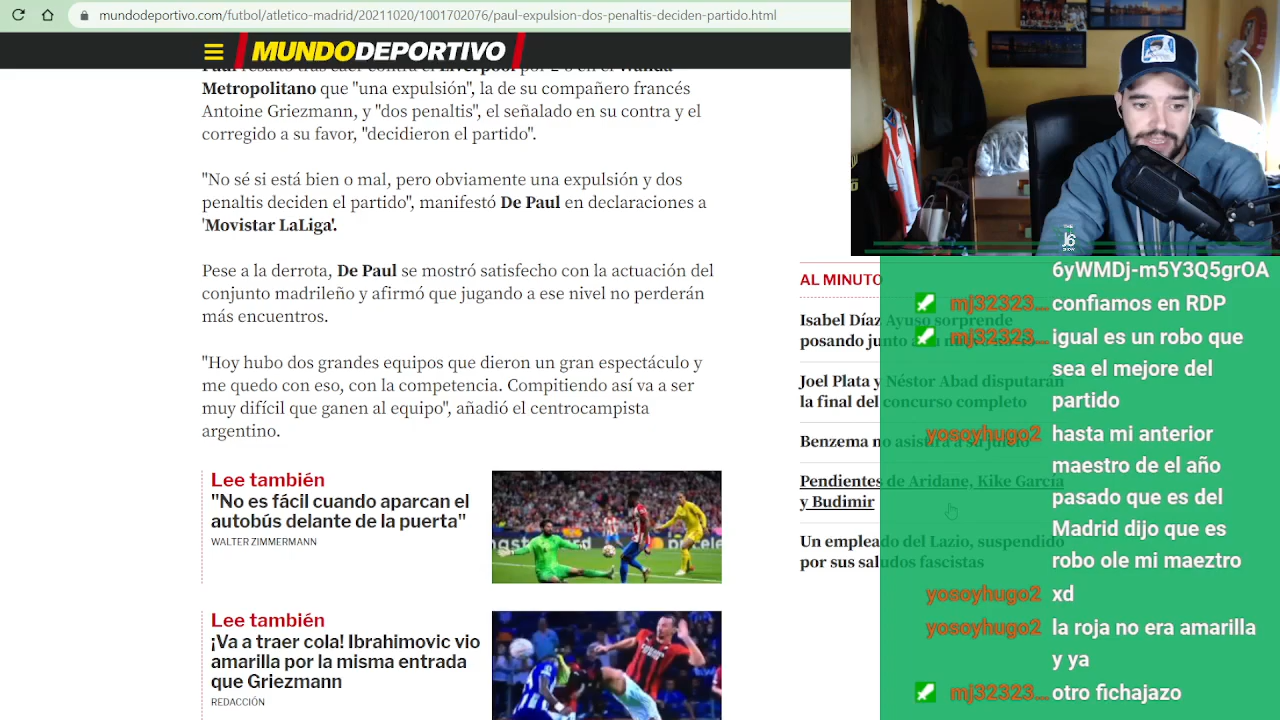 mundodeportivo.com/futbol/atletico-madrid/20211020/1001702076/paul-expulsion-dos-penaltis-deciden-partido.html
MUNDODEPORTIVO
Paul resaltó tras caer contra el Liverpool por 2-3 en el Wanda
Metropolitano que "una expulsión", la de su compañero francés
Antoine Griezmann, y "dos penaltis", el señalado en su contra y el
corregido a su favor, "decidieron el partido".
"No sé si está bien o mal, pero obviamente una expulsión y dos
penaltis deciden el partido", manifestó De Paul en declaraciones a
'Movistar LaLiga'.
Pese a la derrota, De Paul se mostró satisfecho con la actuación del
conjunto madrileño y afirmó que jugando a ese nivel no perderán
más encuentros.
"Hoy hubo dos grandes equipos que dieron un gran espectáculo y
me quedo con eso, con la competencia. Compitiendo así va a ser
muy difícil que ganen al equipo", añadió el centrocampista
argentino.
Lee también
"No es fácil cuando aparcan el
autobús delante de la puerta"
WALTER ZIMMERMANN
Lee también
¡Va a traer cola! Ibrahimovic vio
amarilla por la misma entrada
que Griezmann
REDACCIÓN
AL MINUTO
Isabel Díaz Ayuso sorprende
posando junto a su
Joel Plata y Néstor Abad disputarán
la final del concurso completo
Benzema no asistirá a su juicio
Pendientes de Aridane, Kike García
y Budimir
Un empleado del Lazio, suspendido
por sus saludos fascistas
J6
6yWMDj-m5Y3Q5grOA
mj32323... confiamos en RDP
mj32323... igual es un robo que
sea el mejore del
partido
yosoyhugo2 hasta mi anterior
maestro de el año
pasado que es del
Madrid dijo que es
robo ole mi maeztro
yosoyhugo2 xd
yosoyhugo2 la roja no era amarilla
y ya
mj32323... otro fichajazo